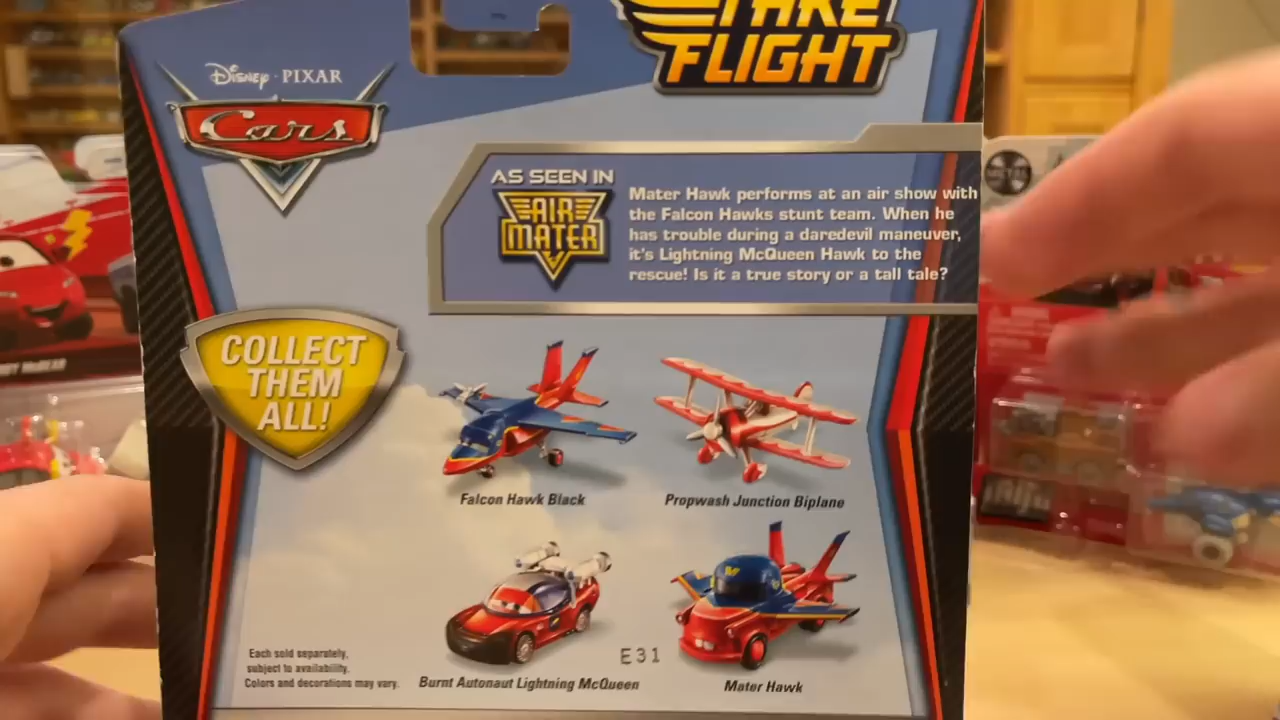 TAKE
FLIGHT
Disney · PIXAR
Cars
AS SEEN IN
AIR
MATER
Mater Hawk performs at an air show with
the Falcon Hawks stunt team. When he
has trouble during a daredevil maneuver,
it's Lightning McQueen Hawk to the
rescue! Is it a true story or a tall tale?
COLLECT
THEM
ALL!
Falcon Hawk Black
Propwash Junction Biplane
Burnt Autonaut Lightning McQueen
E31
Mater Hawk
Each sold separately,
subject to availability.
Colors and decorations may vary.